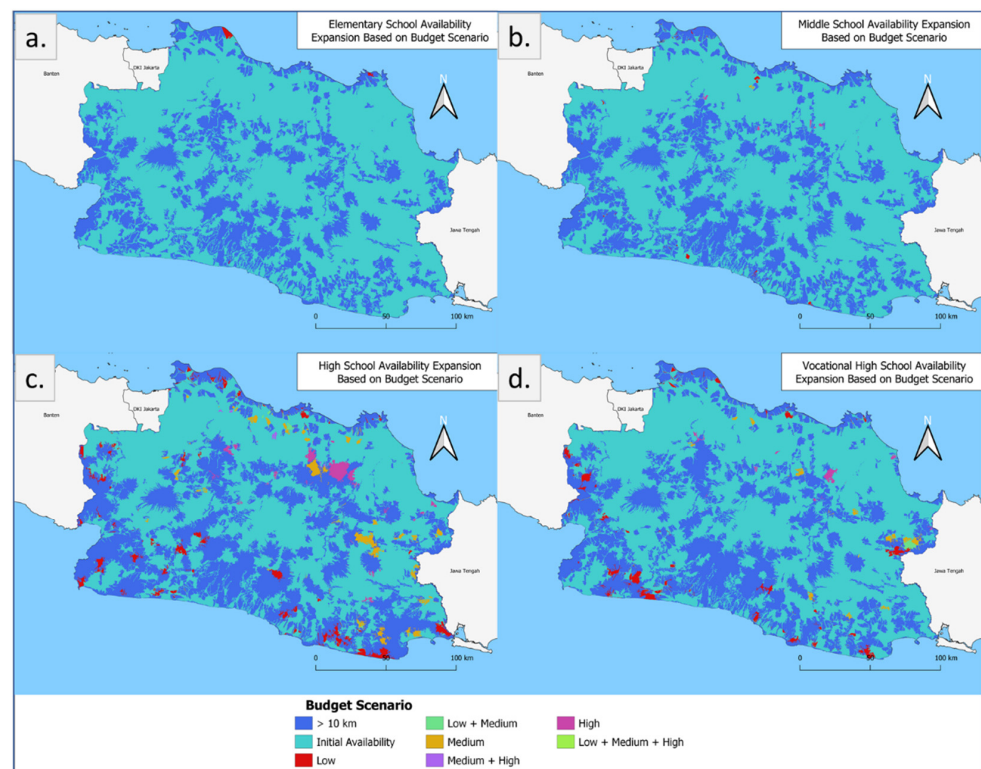 a.
Elementary School Availability
Expansion Based on Budget Scenario
Banten
DKI Jakarta
N
Jawa Tengah
0 50 100 km
b.
Middle School Availability Expansion
Based on Budget Scenario
Banten
DKI Jakarta
N
Jawa Tengah
0 50 100 km
c.
High School Availability Expansion
Based on Budget Scenario
Banten
DKI Jakarta
N
Jawa Tengah
0 50 100 km
d.
Vocational High School Availability
Expansion Based on Budget Scenario
Banten
DKI Jakarta
N
Jawa Tengah
0 50 100 km
Budget Scenario
> 10 km
Initial Availability
Low
Low + Medium
Medium
Medium + High
High
Low + Medium + High